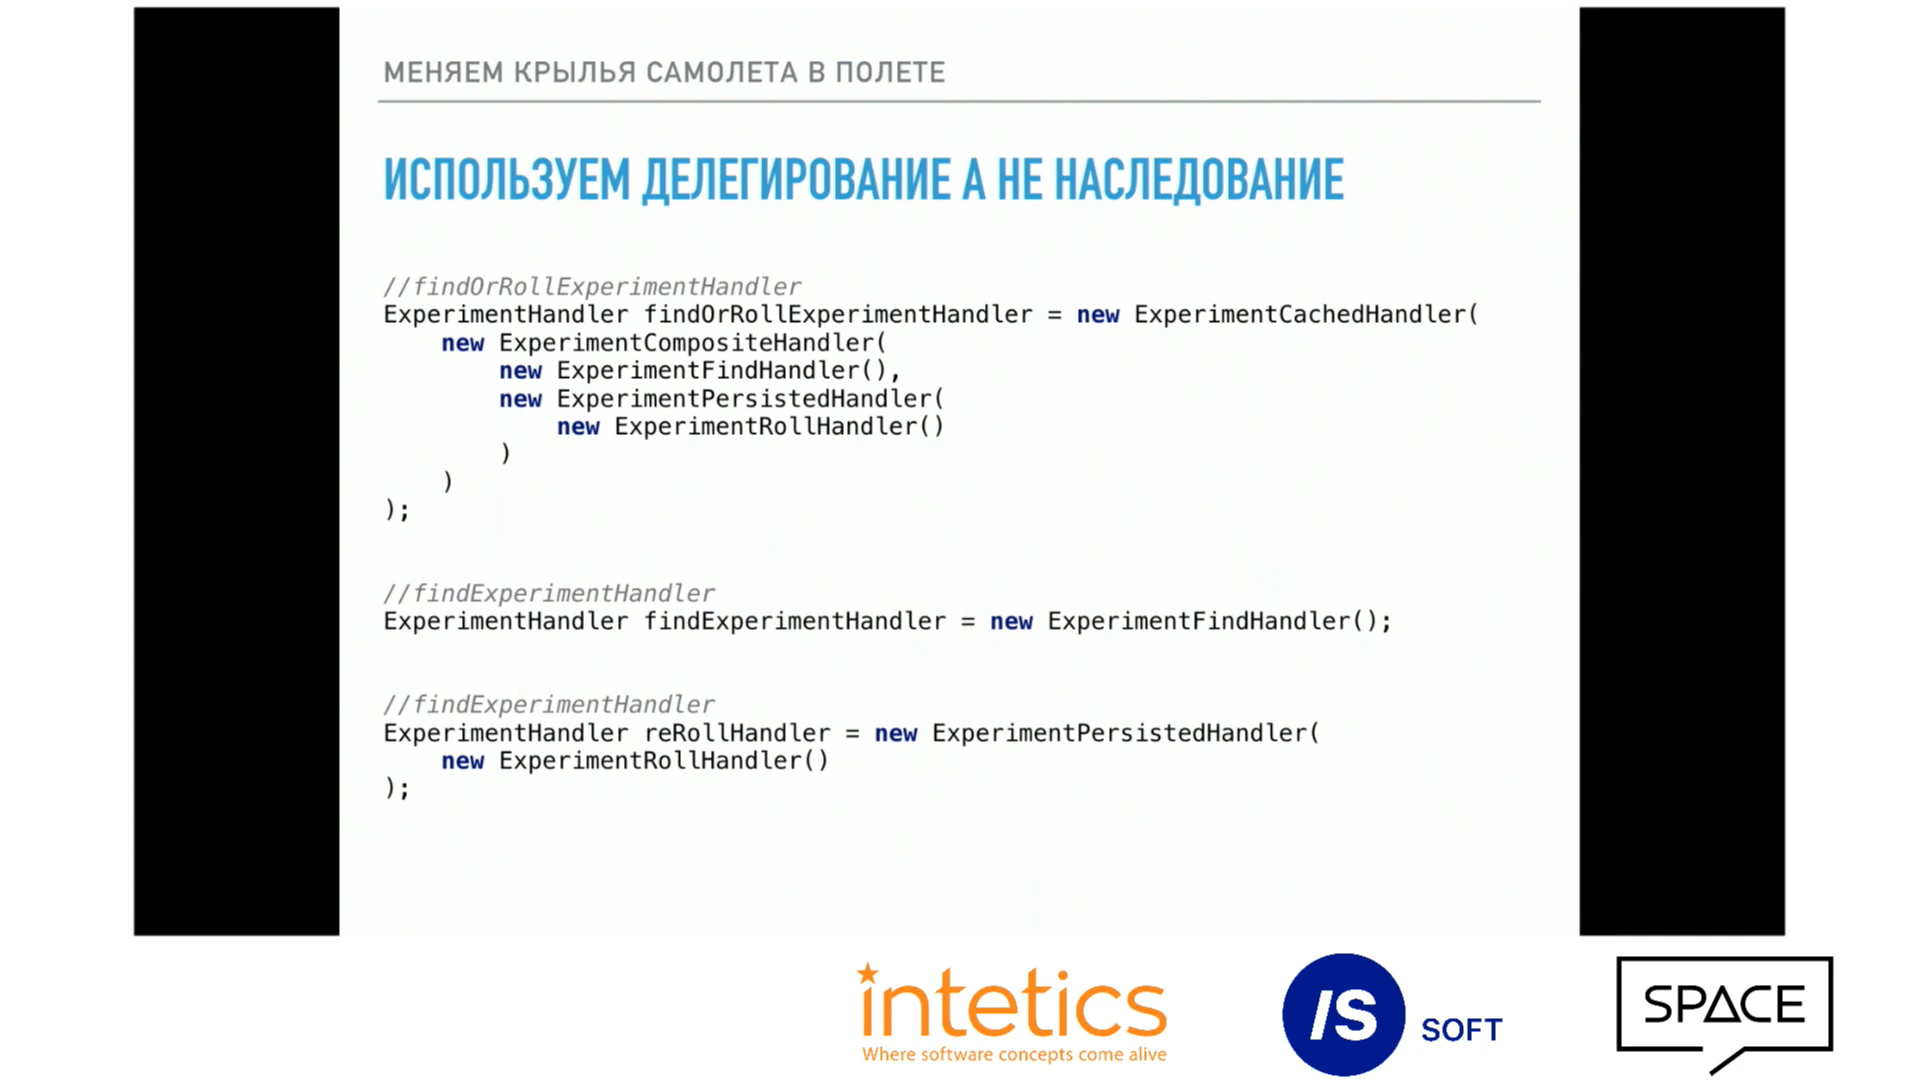 МЕНЯЕМ КРЫЛЬЯ САМОЛЕТА В ПОЛЕТЕ
ИСПОЛЬЗУЕМ ДЕЛЕГИРОВАНИЕ А НЕ НАСЛЕДОВАНИЕ
//findOrRollExperimentHandler
ExperimentHandler findOrRollExperimentHandler = new ExperimentCachedHandler(
    new ExperimentCompositeHandler(
        new ExperimentFindHandler(),
        new ExperimentPersistedHandler(
            new ExperimentRollHandler()
        )
    )
);
//findExperimentHandler
ExperimentHandler findExperimentHandler = new ExperimentFindHandler();
//findExperimentHandler
ExperimentHandler reRollHandler = new ExperimentPersistedHandler(
    new ExperimentRollHandler()
);
intetics
Where software concepts come alive
IS SOFT
SPACE